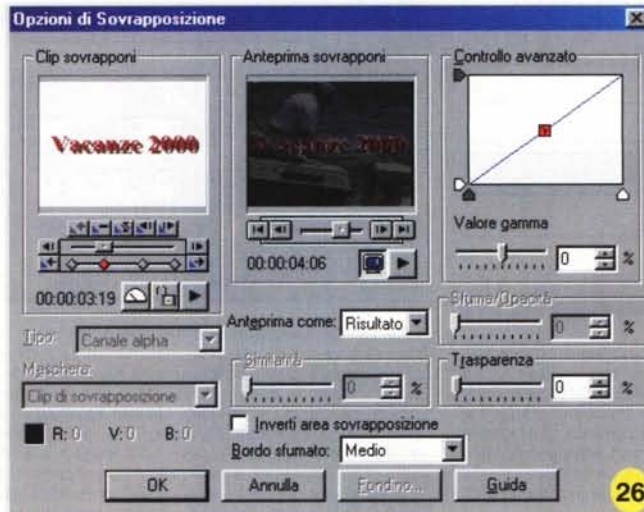 Opzioni di Sovrapposizione
Clip sovrapponi
Vacanze 2000
00:00:03:19
Tipo: Canale alpha
Maschera:
Clip di sovrapposizione
R: 0 V: 0 B: 0
Anteprima sovrapponi
Vacanze 2000
00:00:04:06
Anteprima come: Risultato
Similarità
0 %
Inverti area sovrapposizione
Bordo sfumato: Medio
Controllo avanzato
Valore gamma
0 %
Sfuma/Opacità
0 %
Trasparenza
0 %
OK Annulla Fondino... Guida
26